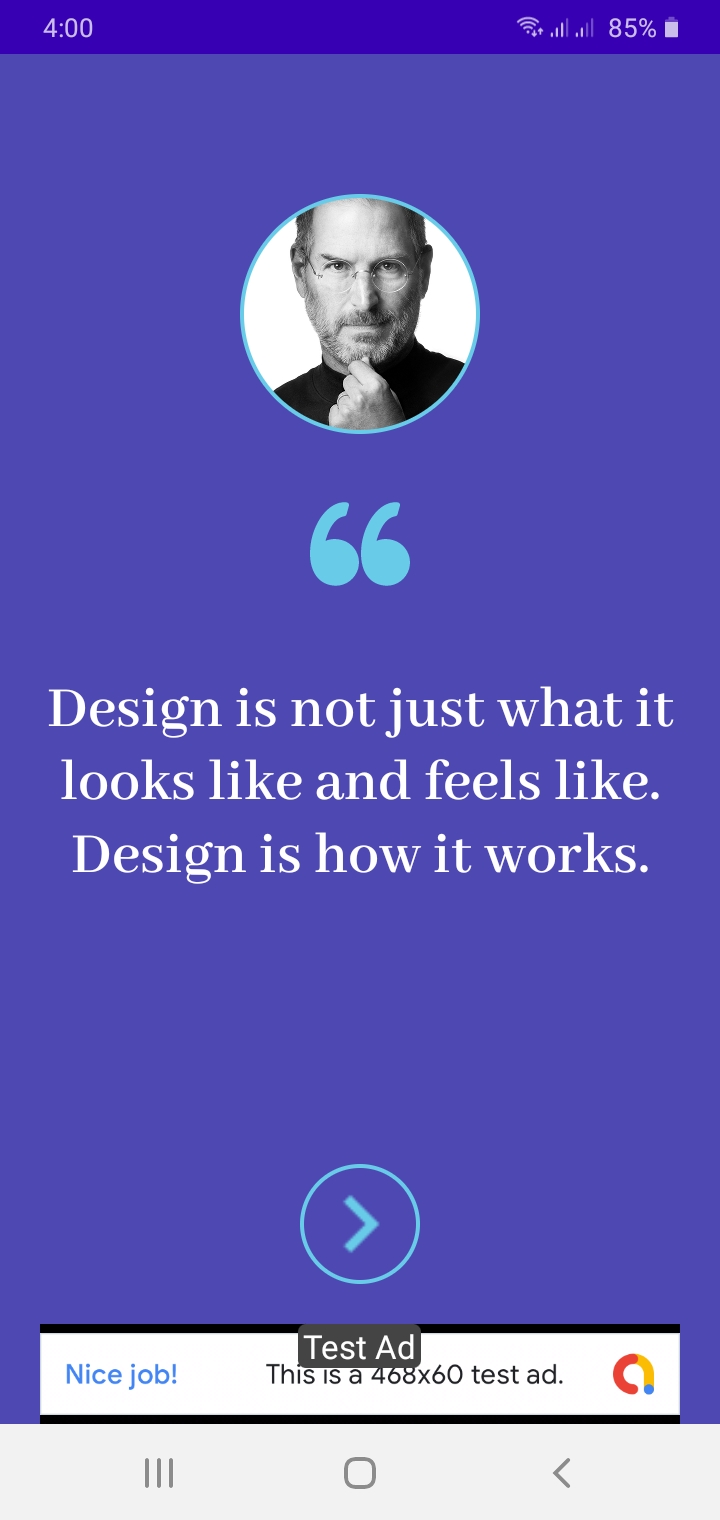 4:00
85%
“
Design is not just what it
looks like and feels like.
Design is how it works.
Test Ad
Nice job!
This is a 468x60 test ad.